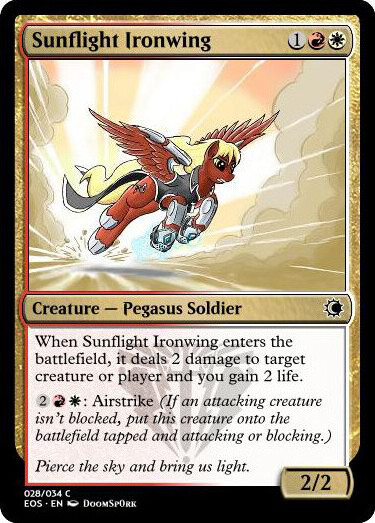 Sunflight Ironwing 1
When Sunflight Ironwing enters the
battlefield, it deals 2 damage to target
creature or player and you gain 2 life.
2 : Airstrike (If an attacking creature
isn't blocked, put this creature onto the
battlefield tapped and attacking or blocking.)
Pierce the sky and bring us light.
Creature — Pegasus Soldier
2/2
028/034 C
EOS • EN DoomSp0rk